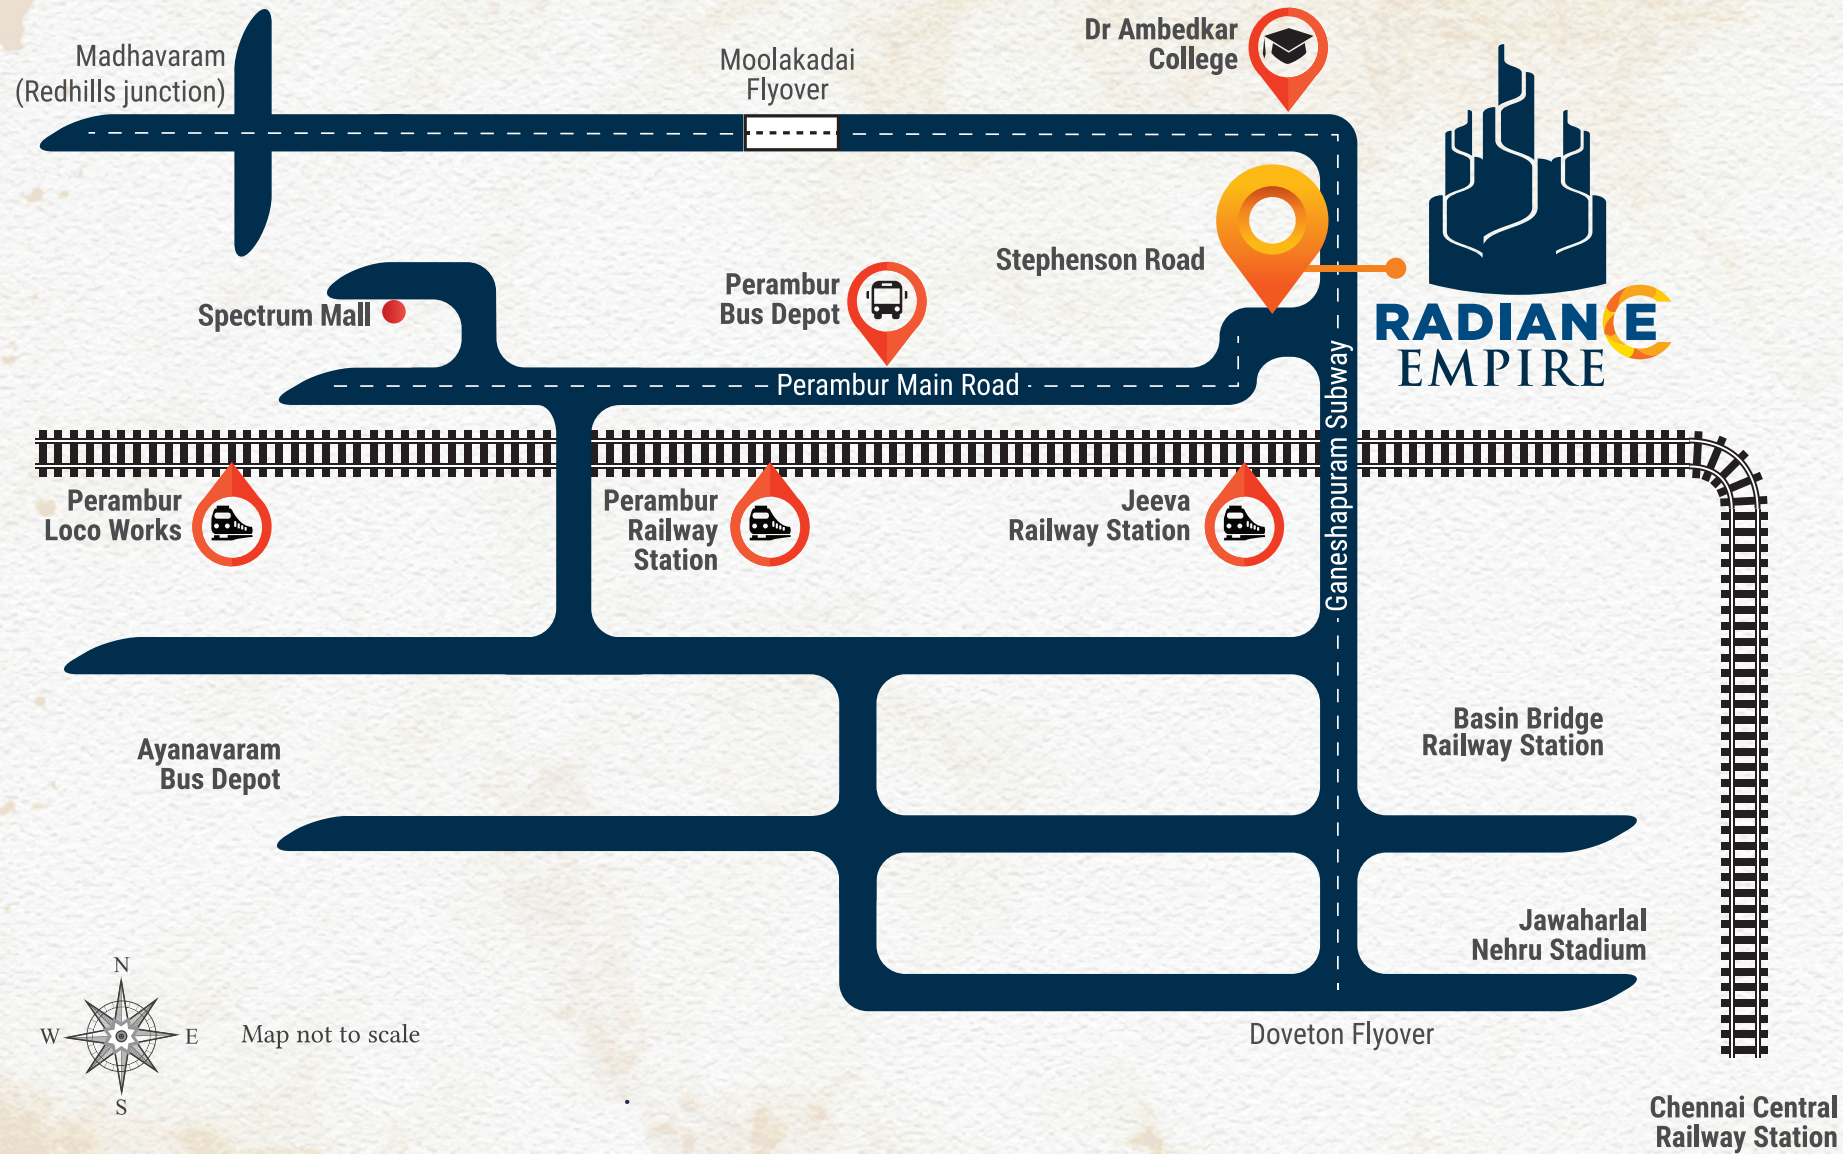 Madhavaram
(Redhills junction)
Moolakadai
Flyover
Dr Ambedkar
College
Stephenson Road
RADIANCE
EMPIRE
Spectrum Mall
Perambur
Bus Depot
Perambur Main Road
Ganeshapuram Subway
Perambur
Loco Works
Perambur
Railway
Station
Jeeva
Railway Station
Ayanavaram
Bus Depot
Basin Bridge
Railway Station
Jawaharlal
Nehru Stadium
Doveton Flyover
N
W
E
S
Map not to scale
Chennai Central
Railway Station